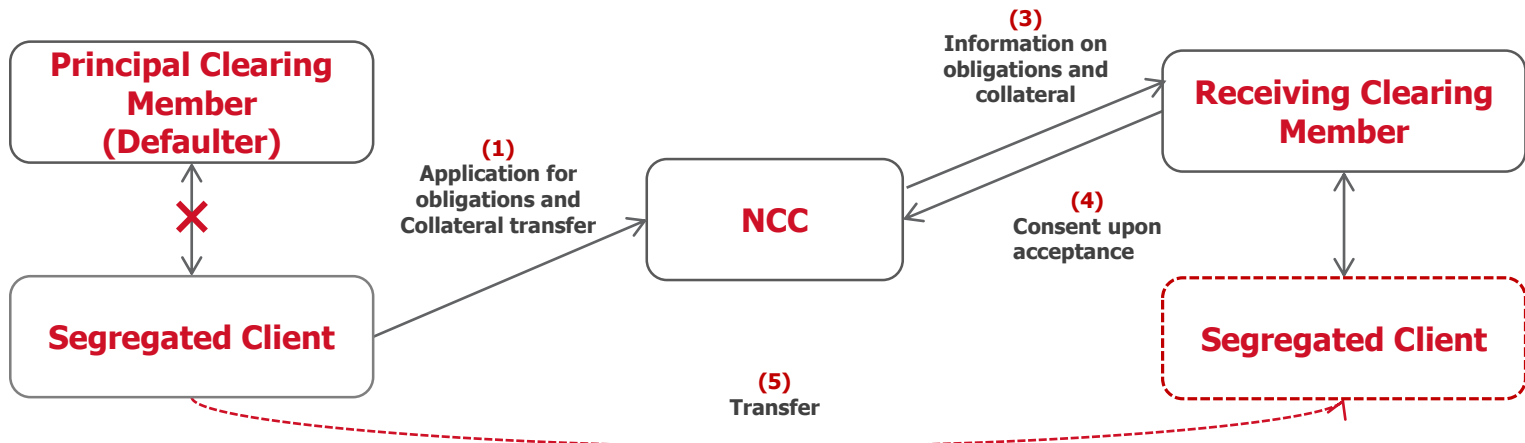 Principal Clearing
Member
(Defaulter)
Segregated Client
(1)
Application for
obligations and
Collateral transfer
NCC
(3)
Information on
obligations and
collateral
(4)
Consent upon
acceptance
Receiving Clearing
Member
Segregated Client
(5)
Transfer